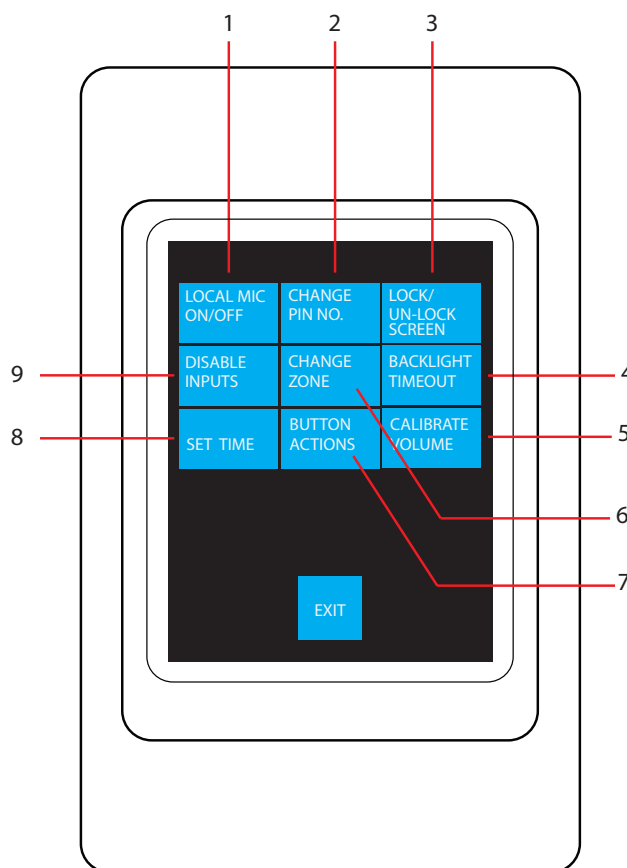 1 2 3
LOCAL MIC
ON/OFF
CHANGE
PIN NO.
LOCK/
UN-LOCK
SCREEN
9
DISABLE
INPUTS
CHANGE
ZONE
BACKLIGHT
TIMEOUT
4
8
SET TIME
BUTTON
ACTIONS
CALIBRATE
VOLUME
5
6
7
EXIT